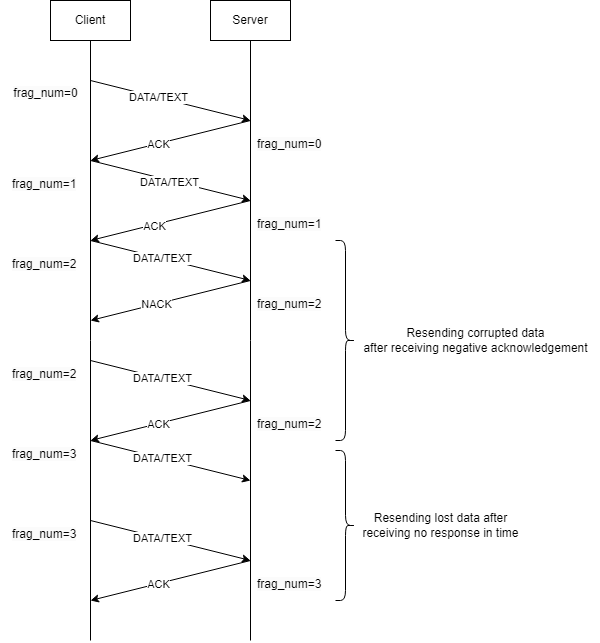 Client
Server
frag_num=0
DATA/TEXT
ACK
frag_num=0
frag_num=1
DATA/TEXT
ACK
frag_num=1
frag_num=2
DATA/TEXT
NACK
frag_num=2
Resending corrupted data
after receiving negative acknowledgement
frag_num=2
DATA/TEXT
ACK
frag_num=2
frag_num=3
DATA/TEXT
Resending lost data after
receiving no response in time
frag_num=3
DATA/TEXT
ACK
frag_num=3